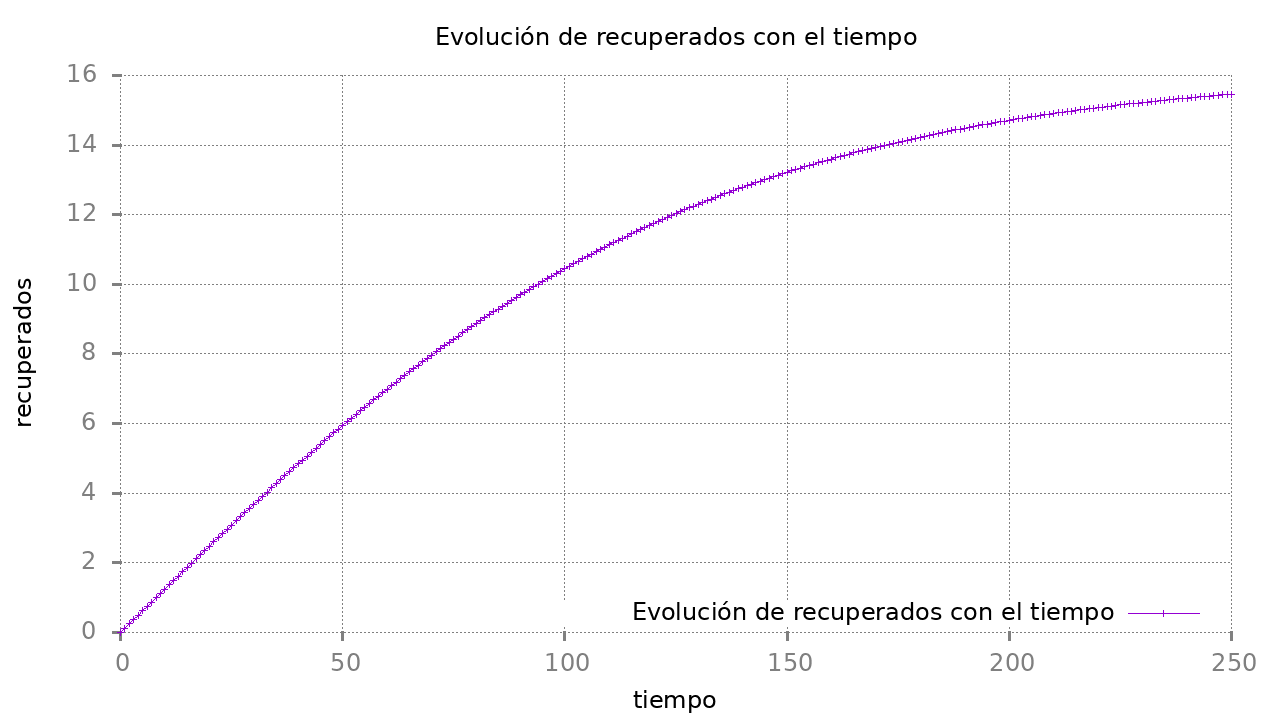 Evolución de recuperados con el tiempo
16
14
12
10
8
6
4
2
0
recuperados
Evolución de recuperados con el tiempo
0 50 100 150 200 250
tiempo